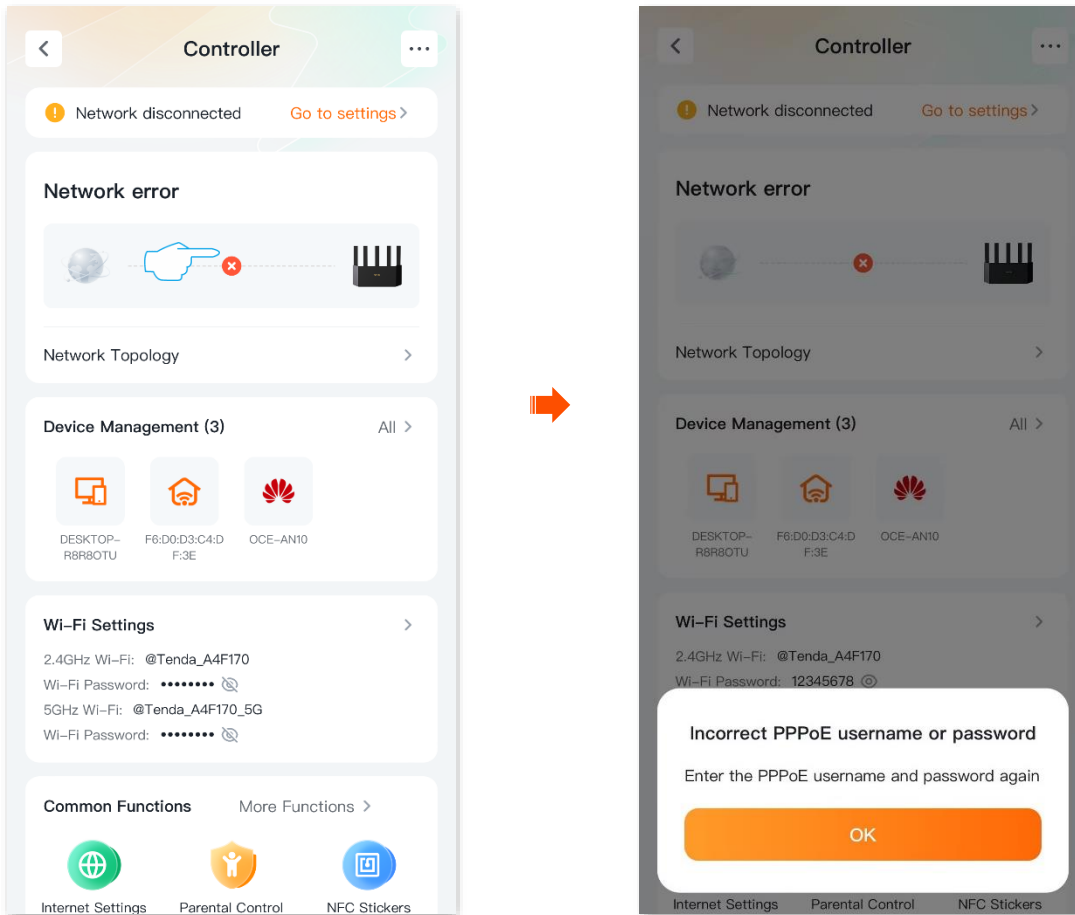 Controller
Network disconnected Go to settings
Network error
Network Topology
Device Management (3) All
DESKTOP-
R8R8OTU
F6:D0:D3:C4:D
F:3E
OCE-AN10
Wi-Fi Settings
2.4GHz Wi-Fi: @Tenda_A4F170
Wi-Fi Password: ••••••••
5GHz Wi-Fi: @Tenda_A4F170_5G
Wi-Fi Password: ••••••••
Common Functions More Functions
Internet Settings Parental Control NFC Stickers
Controller
Network disconnected Go to settings
Network error
Network Topology
Device Management (3) All
DESKTOP-
R8R8OTU
F6:D0:D3:C4:D
F:3E
OCE-AN10
Wi-Fi Settings
2.4GHz Wi-Fi: @Tenda_A4F170
Wi-Fi Password: 12345678
Incorrect PPPoE username or password
Enter the PPPoE username and password again
OK
Internet Settings Parental Control NFC Stickers